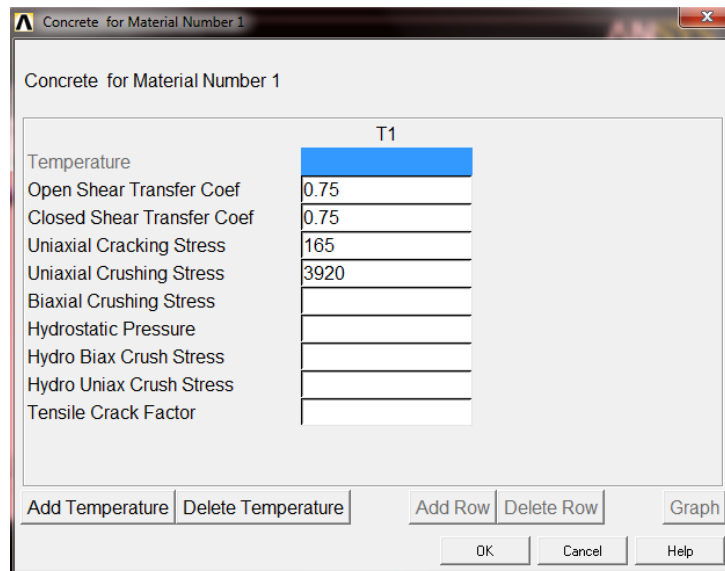 Concrete for Material Number 1
x
Concrete for Material Number 1
T1
Temperature
Open Shear Transfer Coef 0.75
Closed Shear Transfer Coef 0.75
Uniaxial Cracking Stress 165
Uniaxial Crushing Stress 3920
Biaxial Crushing Stress
Hydrostatic Pressure
Hydro Biax Crush Stress
Hydro Uniax Crush Stress
Tensile Crack Factor
Add Temperature Delete Temperature Add Row Delete Row Graph
OK Cancel Help